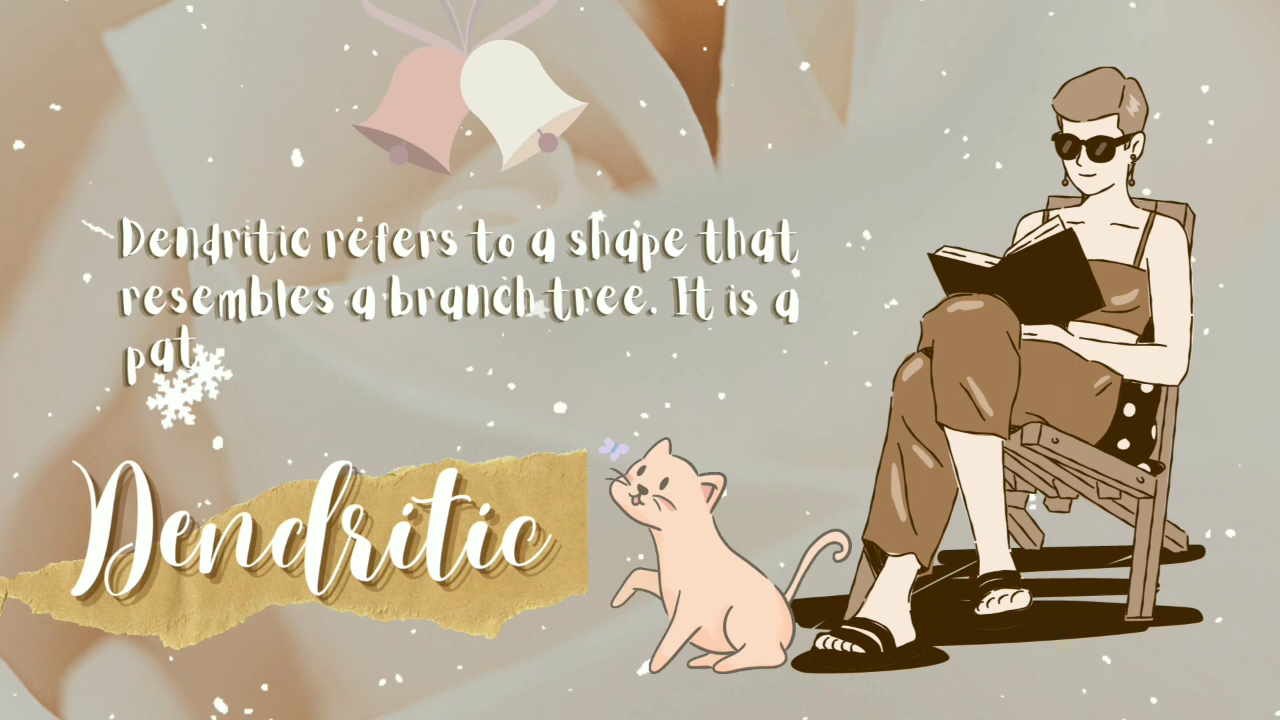 Dendritic refers to a shape that
resembles a branch tree. It is a
pat
Dendritic